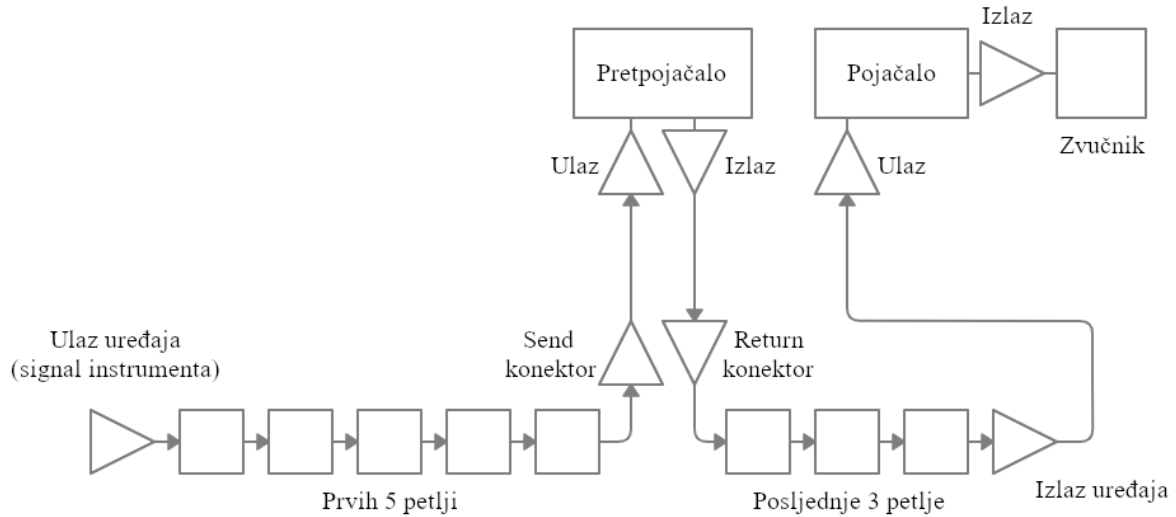 Izlaz
Pretpojačalo
Pojačalo
Zvučnik
Ulaz
Izlaz
Ulaz
Ulaz uređaja
(signal instrumenta)
Send
konektor
Return
konektor
Prvih 5 petlji
Posljednje 3 petlje
Izlaz uređaja